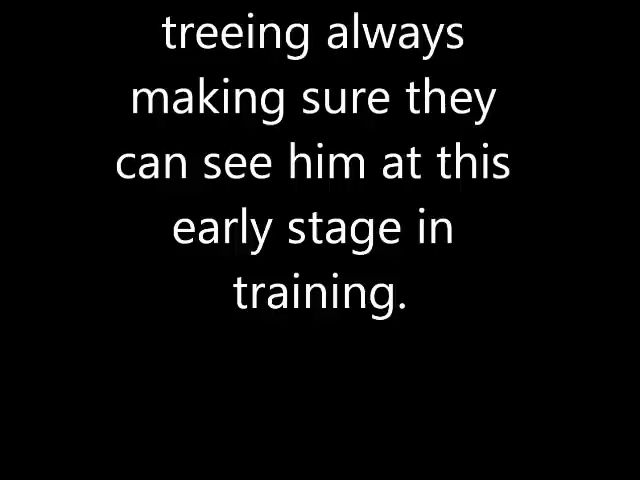 treeing always
making sure they
can see him at this
early stage in
training.